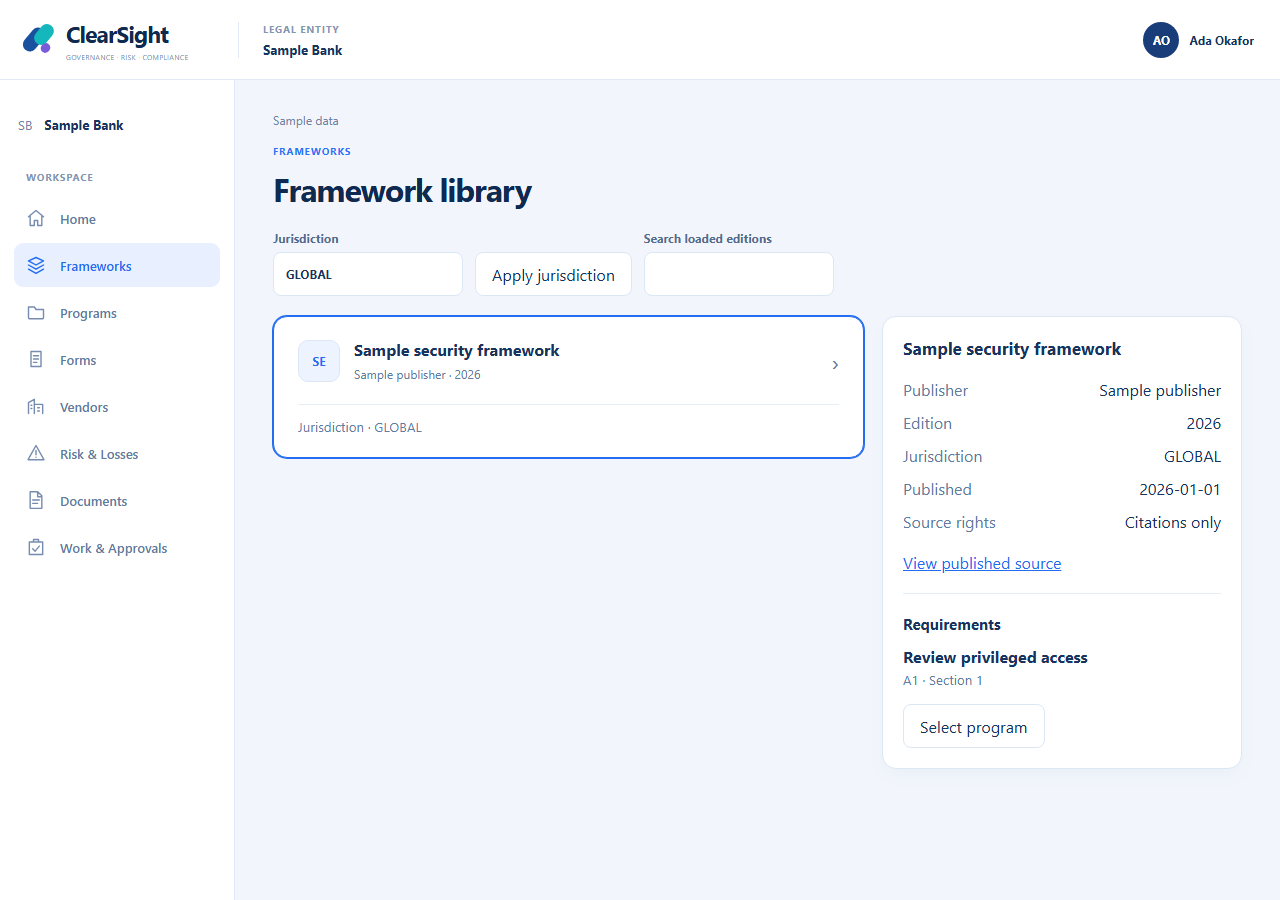 ClearSight
GOVERNANCE · RISK · COMPLIANCE
LEGAL ENTITY
Sample Bank
AO
Ada Okafor
SB
Sample Bank
WORKSPACE
Home
Frameworks
Programs
Forms
Vendors
Risk & Losses
Documents
Work & Approvals
Sample data
FRAMEWORKS
Framework library
Jurisdiction
GLOBAL
Apply jurisdiction
Search loaded editions
SE
Sample security framework
Sample publisher · 2026
›
Jurisdiction · GLOBAL
Sample security framework
Publisher Sample publisher
Edition 2026
Jurisdiction GLOBAL
Published 2026-01-01
Source rights Citations only
View published source
Requirements
Review privileged access
A1 · Section 1
Select program